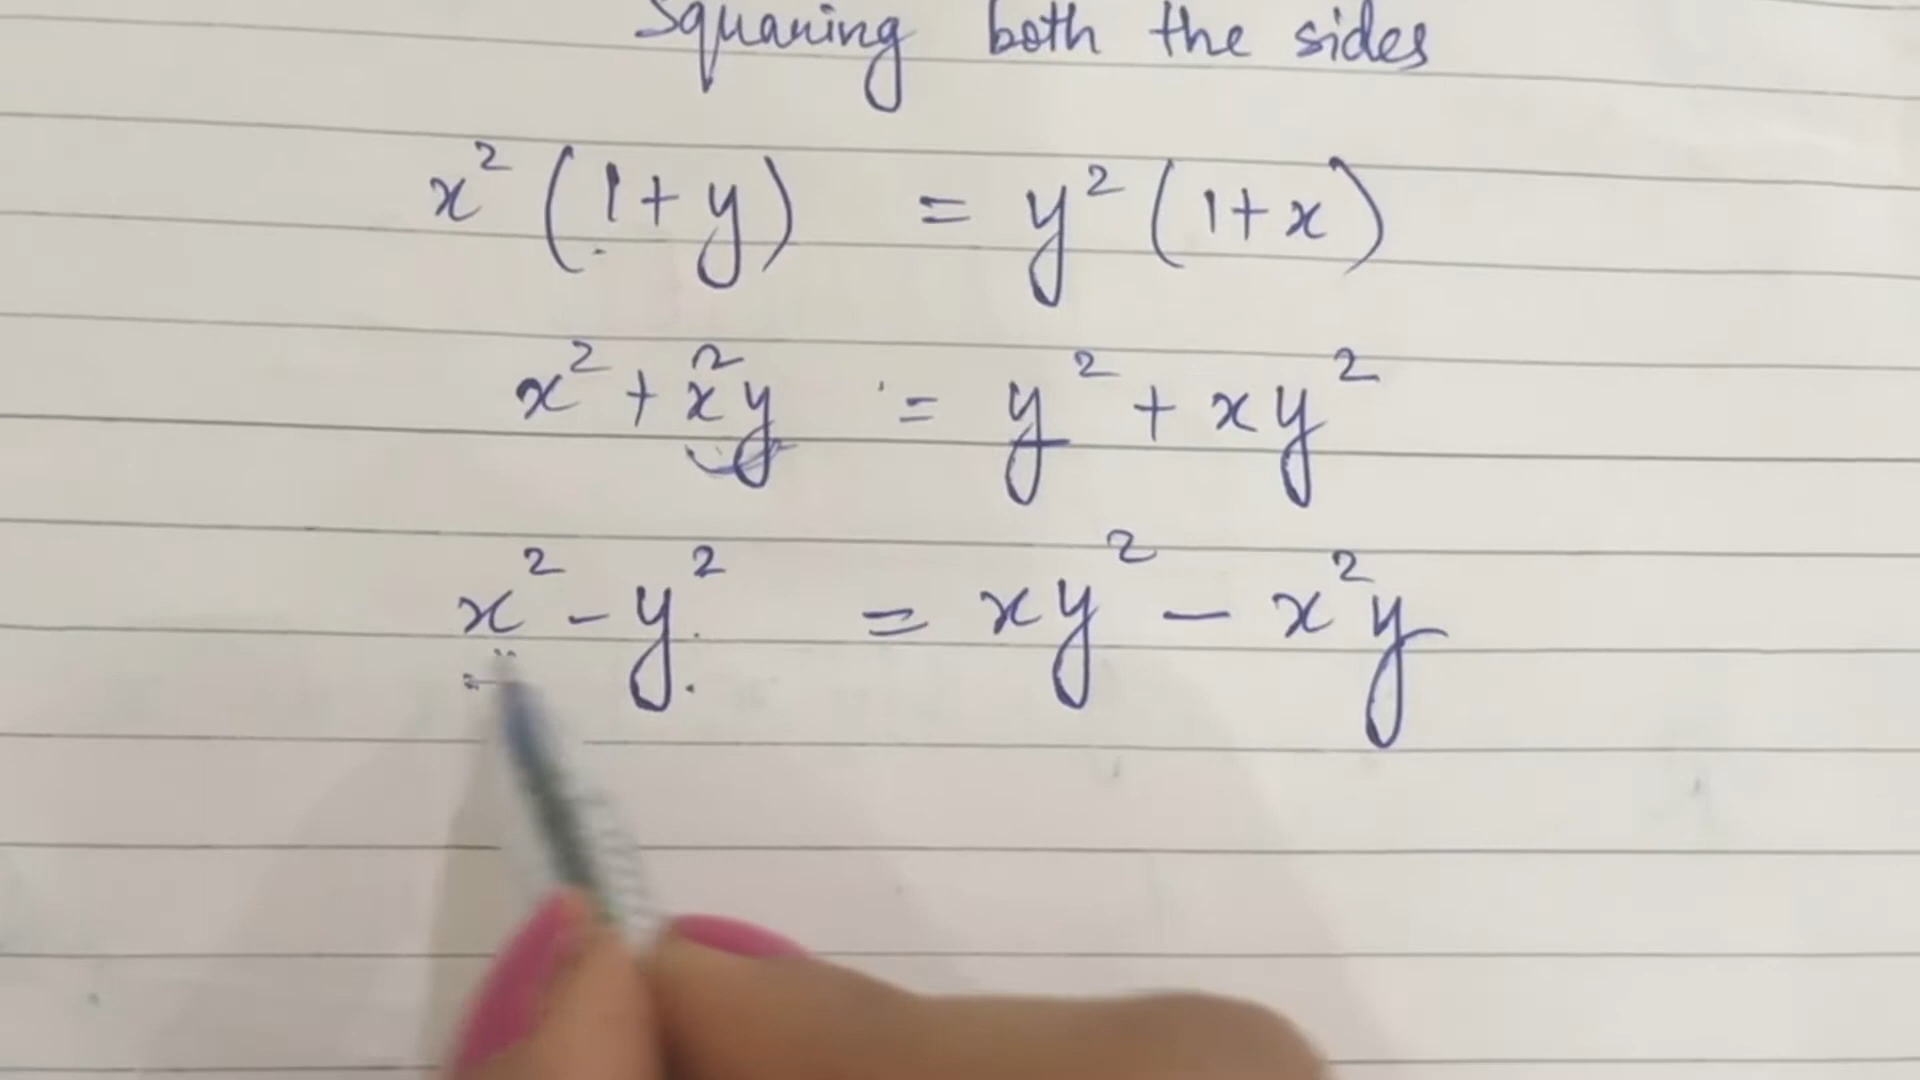 Squaring both the sides
x² (1+y) = y² (1+x)
x² + x²y = y² + xy²
x² - y² = xy² - x²y